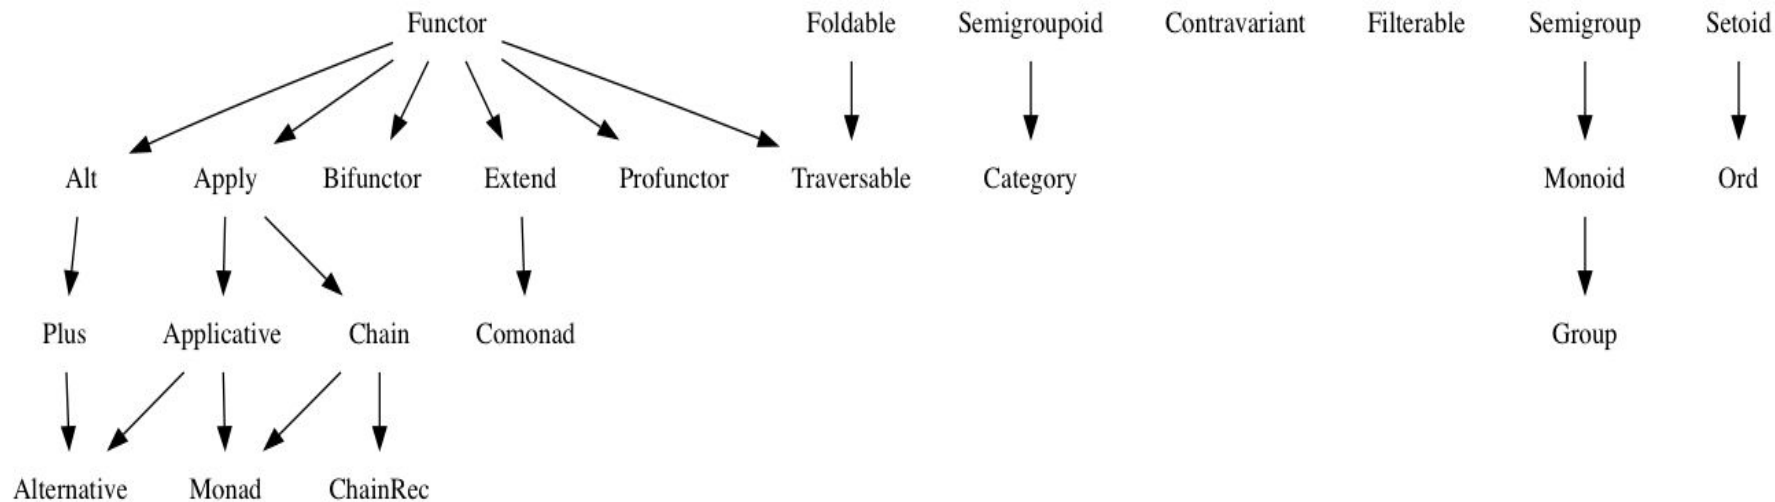 Functor Foldable Semigroupoid Contravariant Filterable Semigroup Setoid
Alt Apply Bifunctor Extend Profunctor Traversable Category Monoid Ord
Plus Applicative Chain Comonad Group
Alternative Monad ChainRec